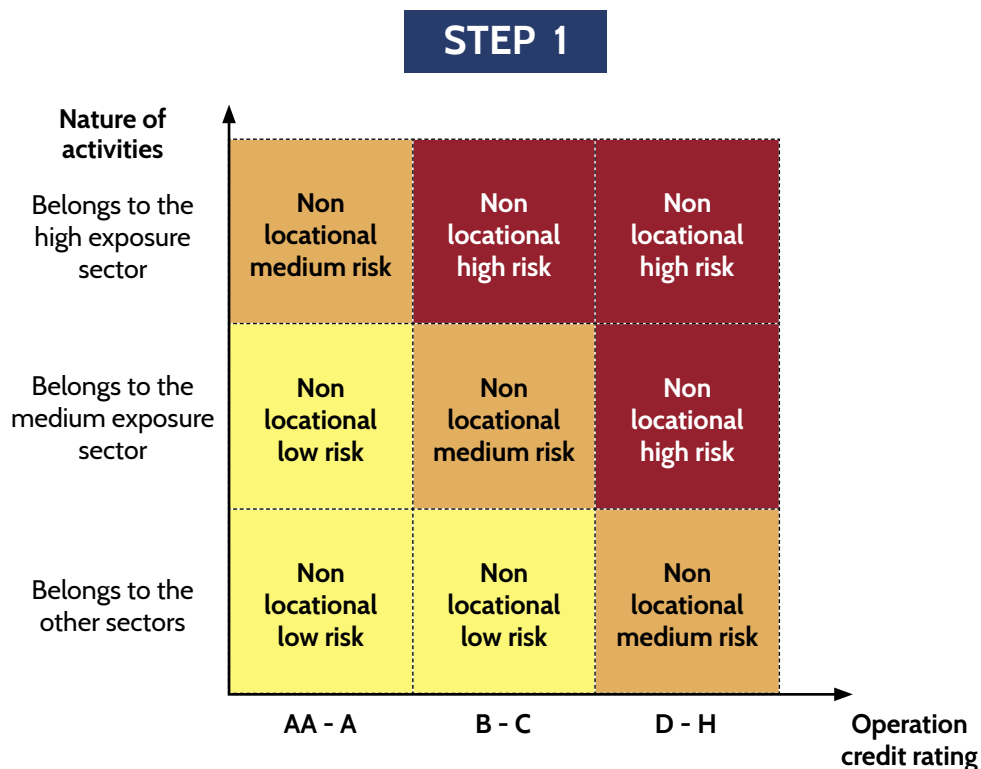 STEP 1
Nature of
activities
Belongs to the
high exposure
sector
Non
locational
medium risk
Non
locational
high risk
Non
locational
high risk
Belongs to the
medium exposure
sector
Non
locational
low risk
Non
locational
medium risk
Non
locational
high risk
Belongs to the
other sectors
Non
locational
low risk
Non
locational
low risk
Non
locational
medium risk
AA - A
B - C
D - H
Operation
credit rating